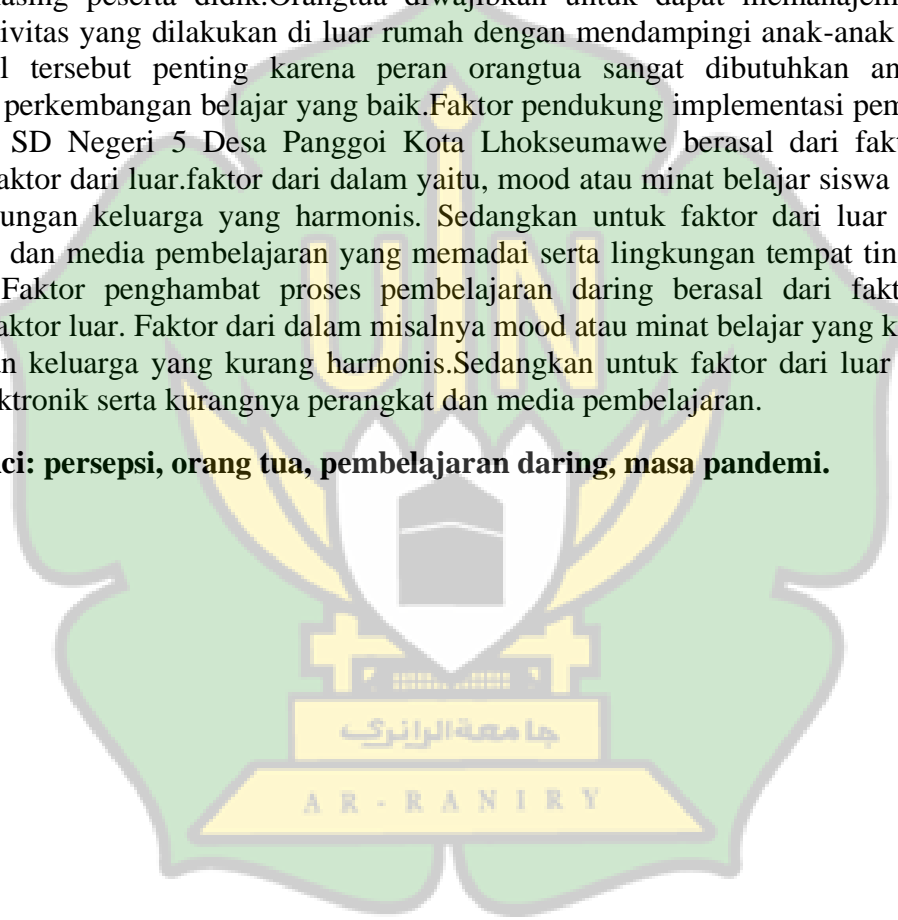 asing peserta didik.Orangtua diwajibkan untuk dapat memanajem
ivitas yang dilakukan di luar rumah dengan mendampingi anak-anak
l tersebut penting karena peran orangtua sangat dibutuhkan an
perkembangan belajar yang baik.Faktor pendukung implementasi pem
SD Negeri 5 Desa Panggoi Kota Lhokseumawe berasal dari fakt
aktor dari luar.faktor dari dalam yaitu, mood atau minat belajar siswa
ungan keluarga yang harmonis. Sedangkan untuk faktor dari luar
dan media pembelajaran yang memadai serta lingkungan tempat tin
Faktor penghambat proses pembelajaran daring berasal dari fakt
aktor luar. Faktor dari dalam misalnya mood atau minat belajar yang k
n keluarga yang kurang harmonis.Sedangkan untuk faktor dari luar
ktronik serta kurangnya perangkat dan media pembelajaran.
ci: persepsi, orang tua, pembelajaran daring, masa pandemi.
UIN
جامعةالرانري
AR-RANIRY